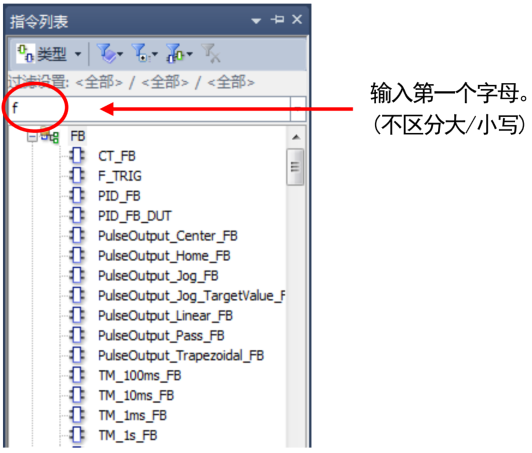 指令列表
类型
过滤设置: <全部> / <全部> / <全部>
f
输入第一个字母。
(不区分大/小写)
FB
CT_FB
F_TRIG
PID_FB
PID_FB_DUT
PulseOutput_Center_FB
PulseOutput_Home_FB
PulseOutput_Jog_FB
PulseOutput_Jog_TargetValue_F
PulseOutput_Linear_FB
PulseOutput_Pass_FB
PulseOutput_Trapezoidal_FB
TM_100ms_FB
TM_10ms_FB
TM_1ms_FB
TM_1s_FB